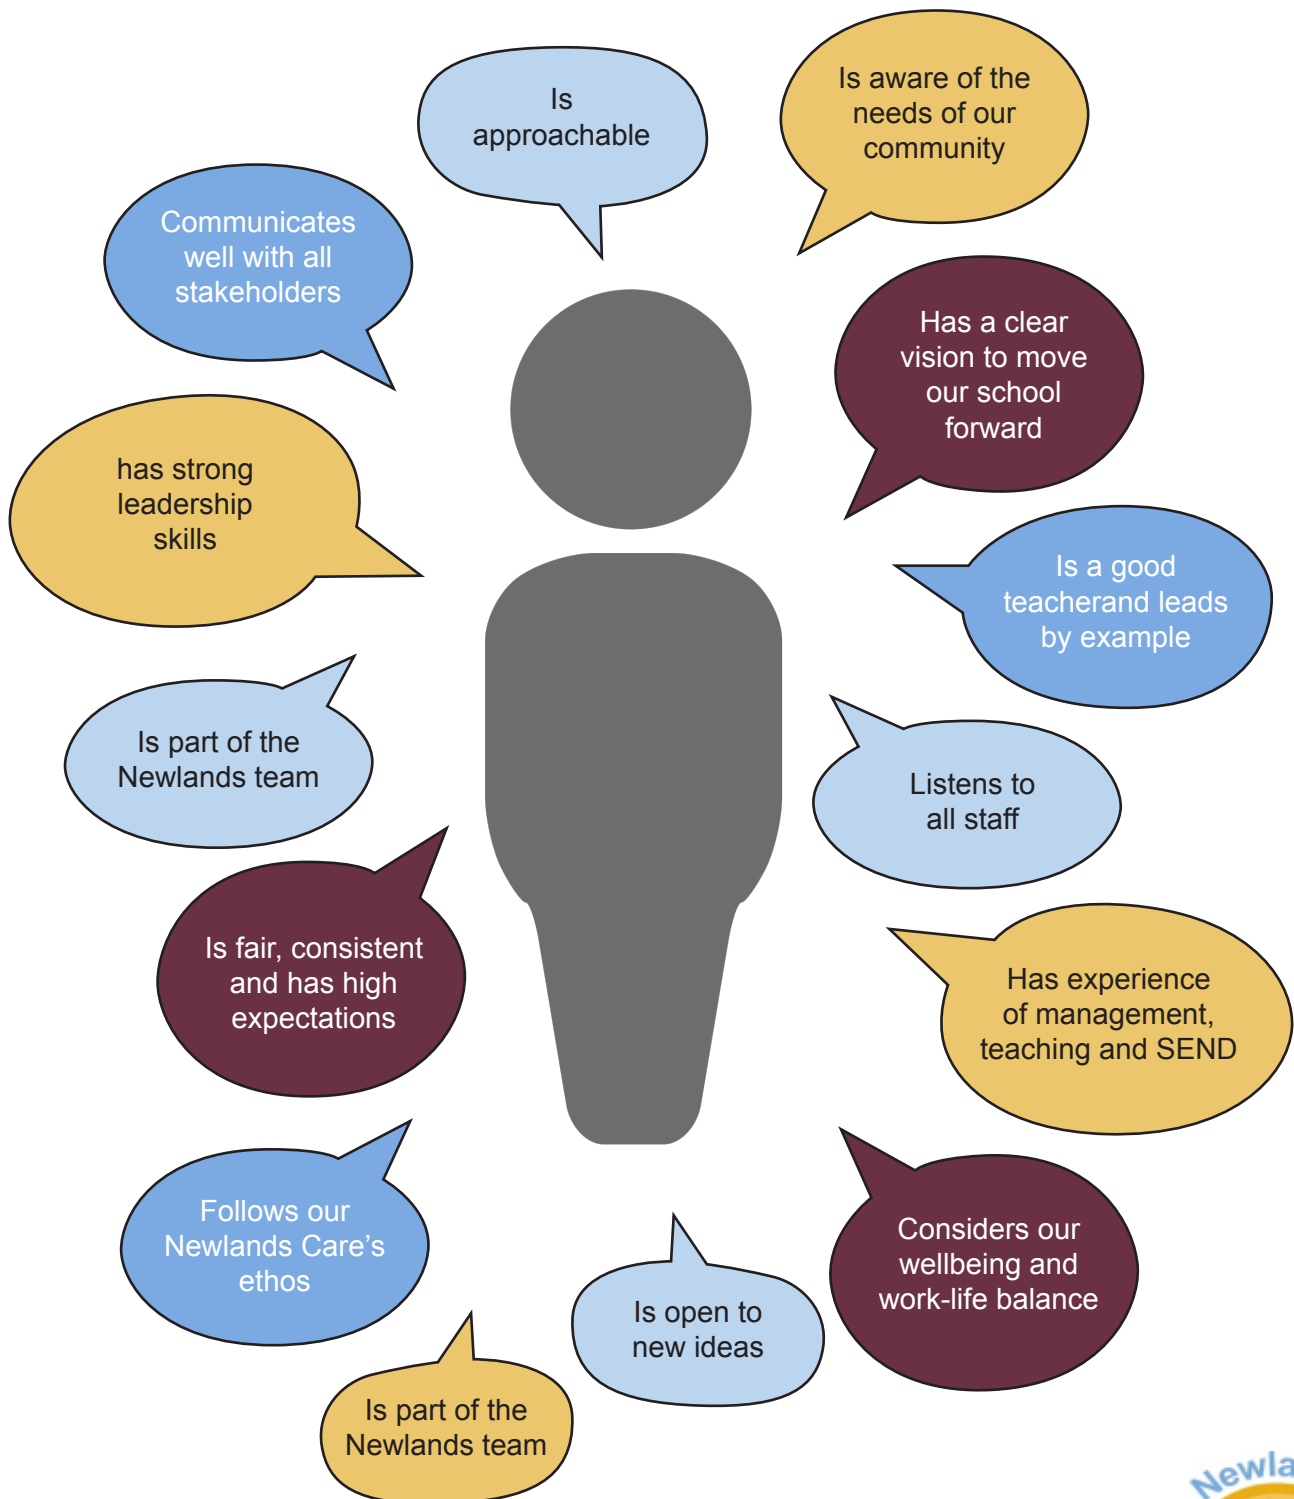 Is
approachable
Is aware of the
needs of our
community
Communicates
well with all
stakeholders
Has a clear
vision to move
our school
forward
has strong
leadership
skills
Is a good
teacherand leads
by example
Is part of the
Newlands team
Listens to
all staff
Is fair, consistent
and has high
expectations
Has experience
of management,
teaching and SEND
Follows our
Newlands Care’s
ethos
Considers our
wellbeing and
work-life balance
Is open to
new ideas
Is part of the
Newlands team